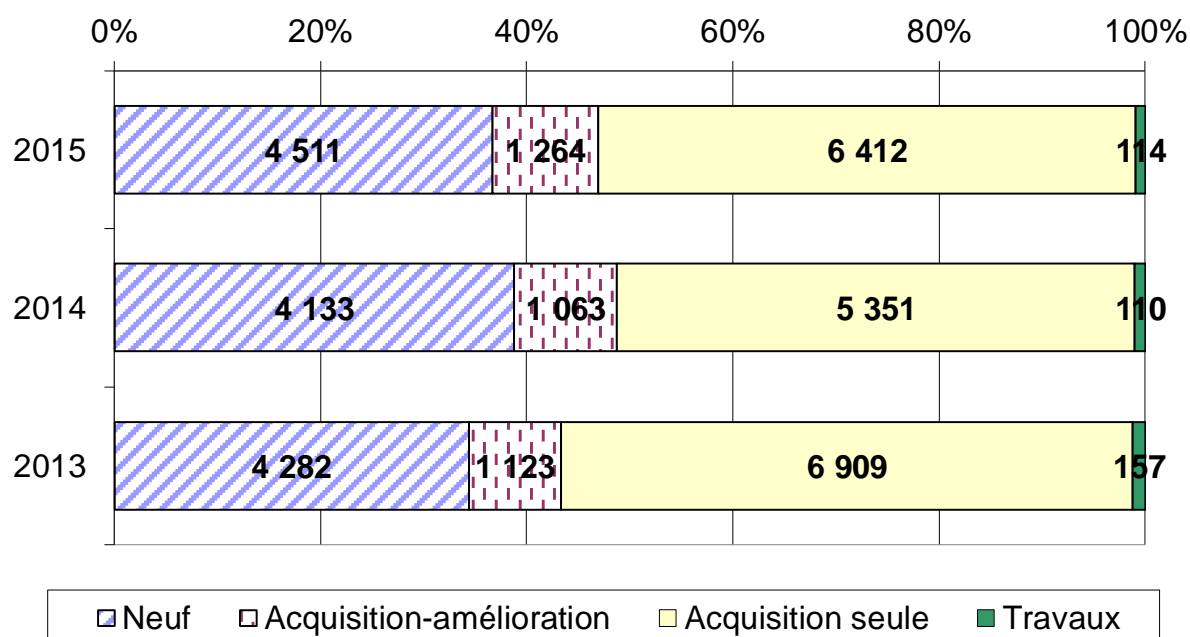 0% 20% 40% 60% 80% 100%
2015 4 511 1 264 6 412 114
2014 4 133 1 063 5 351 110
2013 4 282 1 123 6 909 157
Neuf Acquisition-amélioration Acquisition seule Travaux